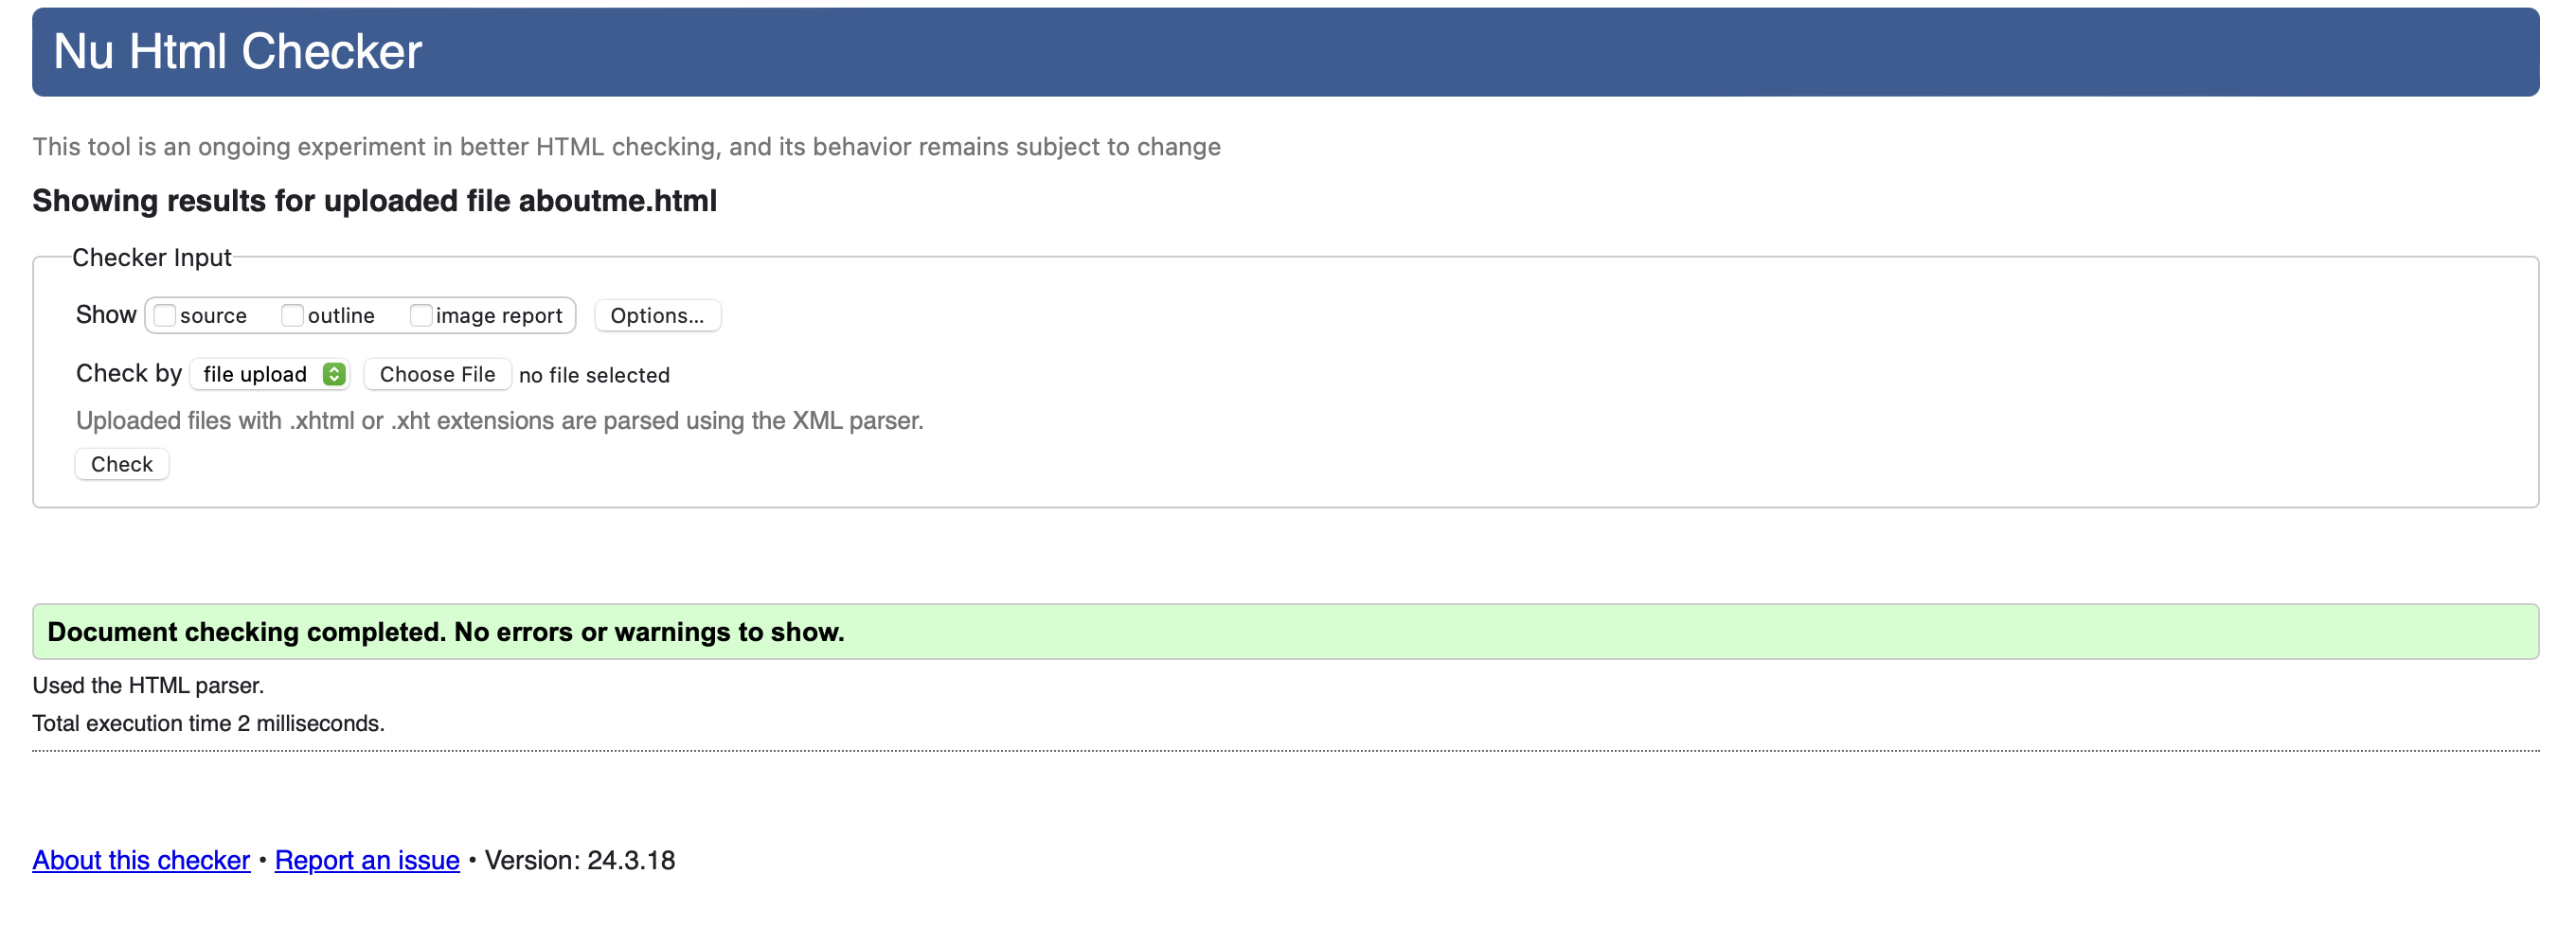 Nu Html Checker
This tool is an ongoing experiment in better HTML checking, and its behavior remains subject to change
Showing results for uploaded file aboutme.html
Checker Input
Show source outline image report Options...
Check by file upload Choose File no file selected
Uploaded files with .xhtml or .xht extensions are parsed using the XML parser.
Check
Document checking completed. No errors or warnings to show.
Used the HTML parser.
Total execution time 2 milliseconds.
About this checker • Report an issue • Version: 24.3.18